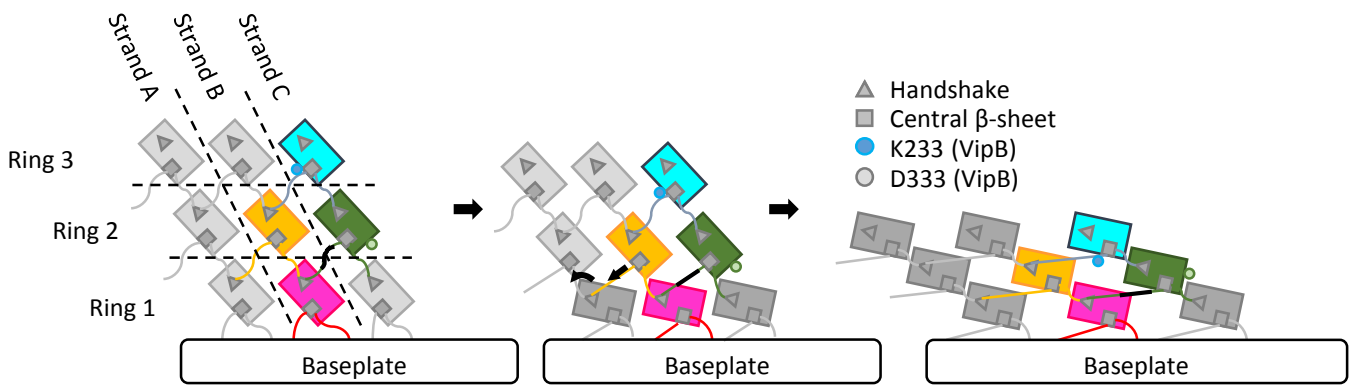 Strand A
Strand B
Strand C
Handshake
Central β-sheet
K233 (VipB)
D333 (VipB)
Ring 3
Ring 2
Ring 1
Baseplate
Baseplate
Baseplate